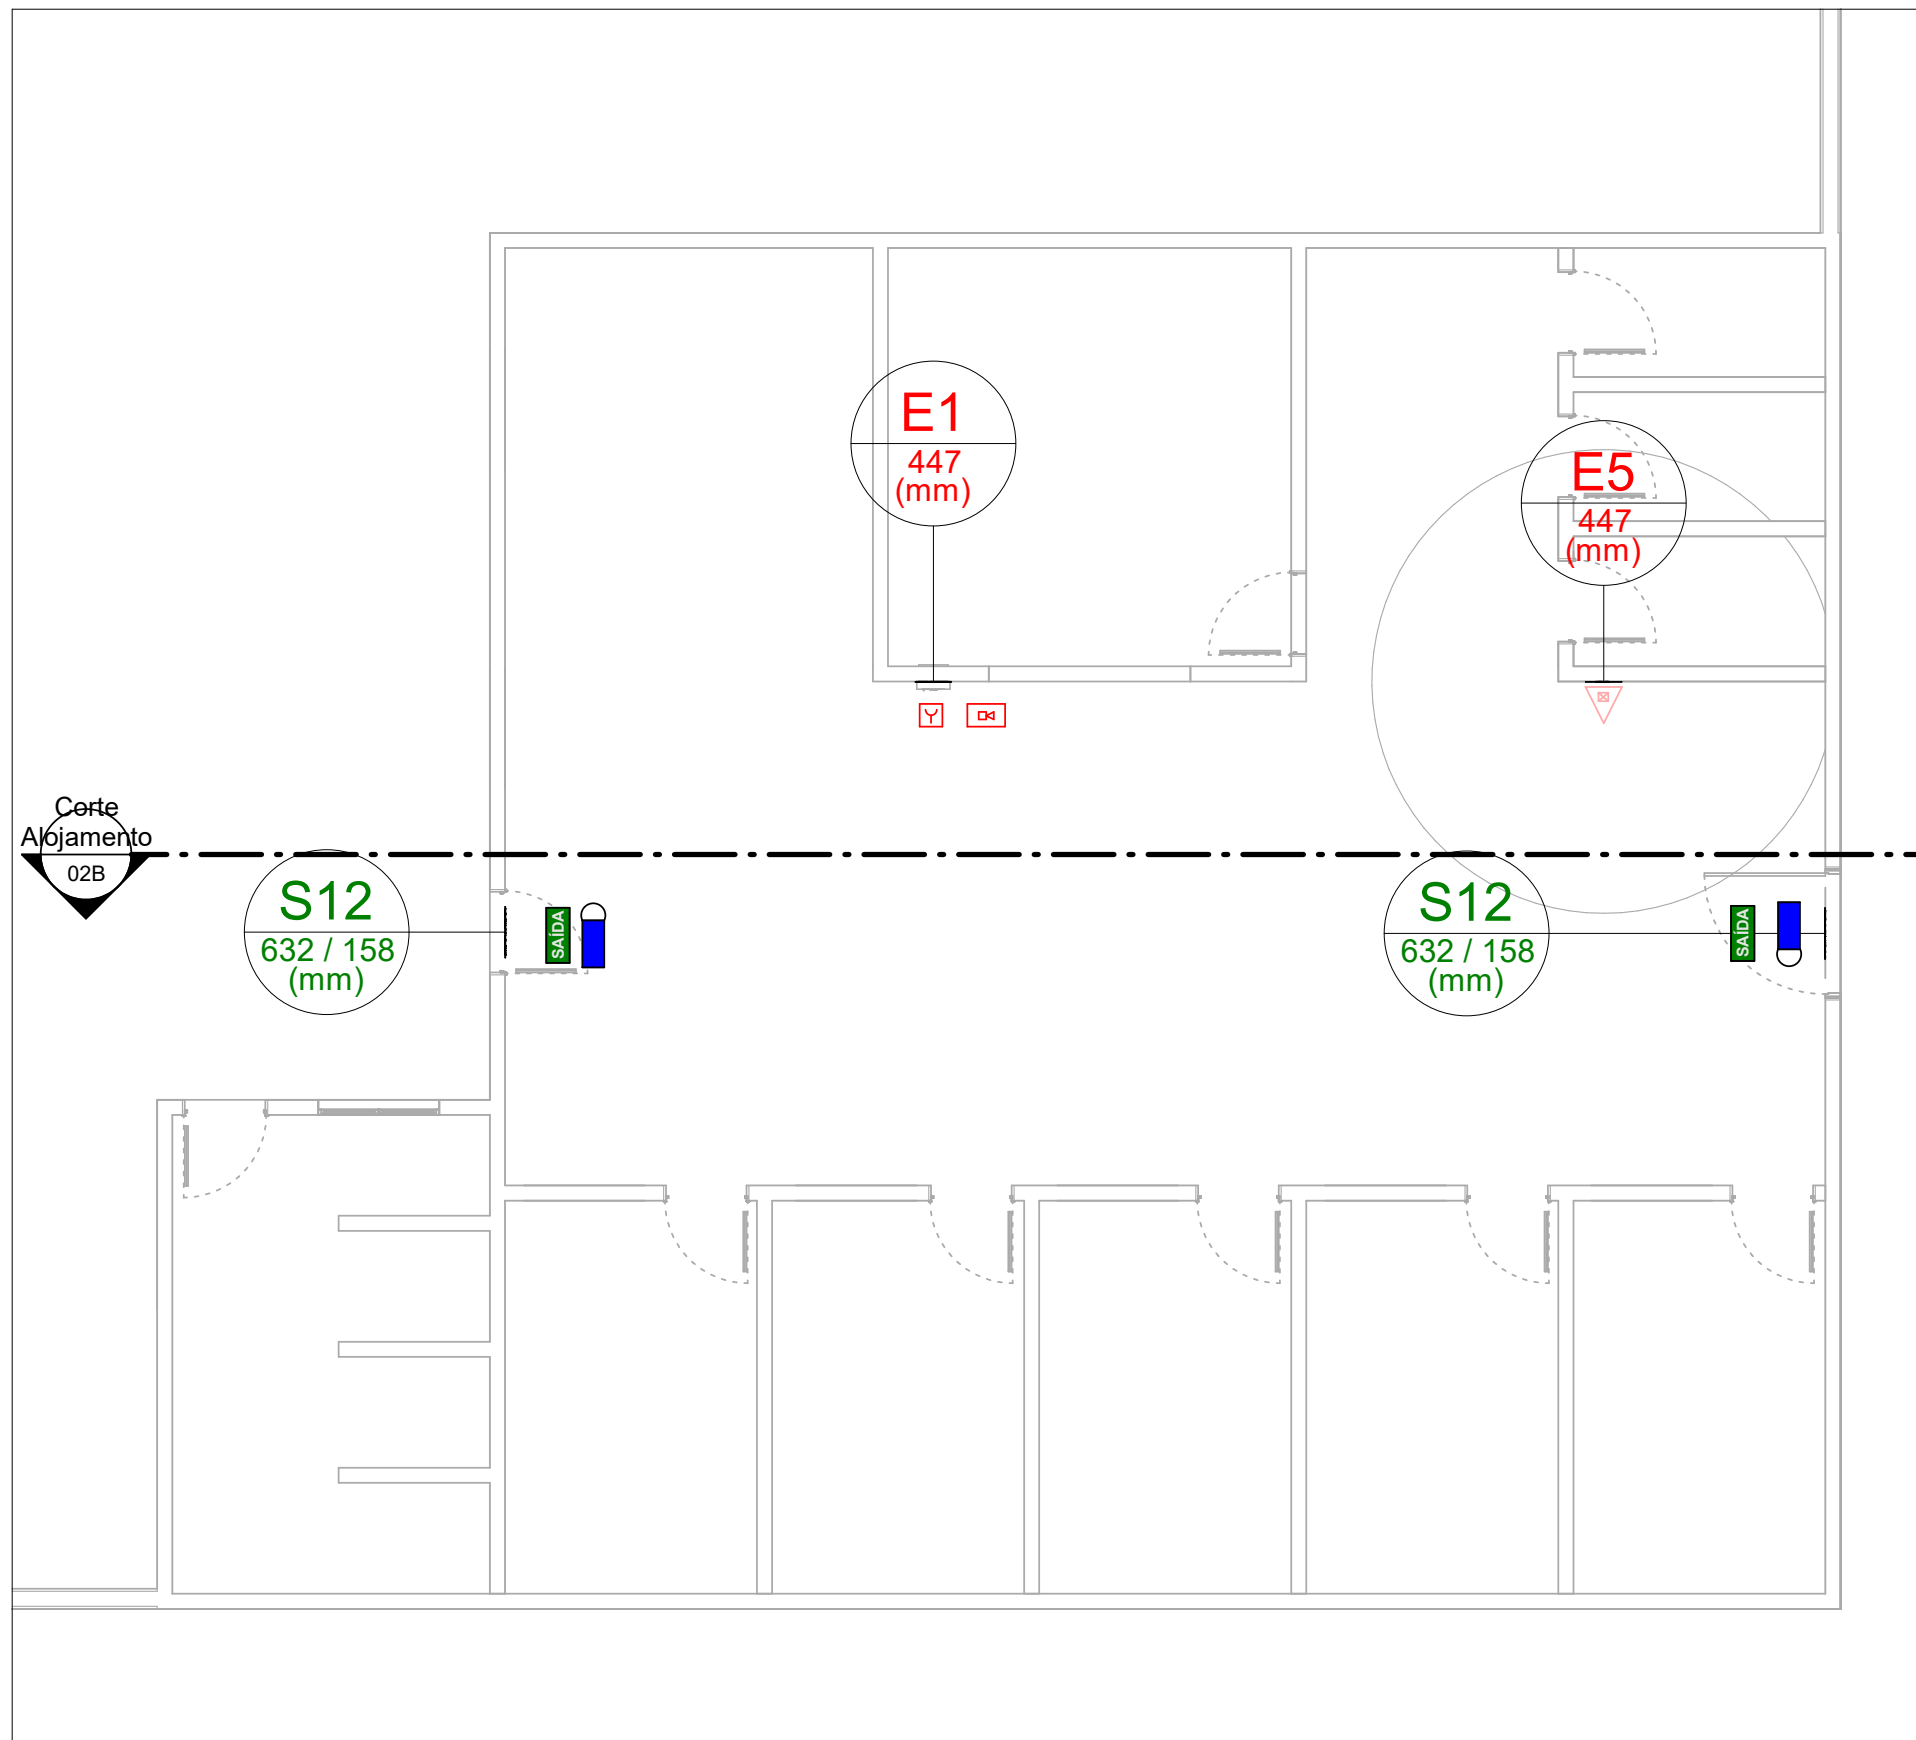 E1
447
(mm)
E5
447
(mm)
Corte
Alojamento
02B
S12
632 / 158
(mm)
SAÍDA
S12
632 / 158
(mm)
SAÍDA